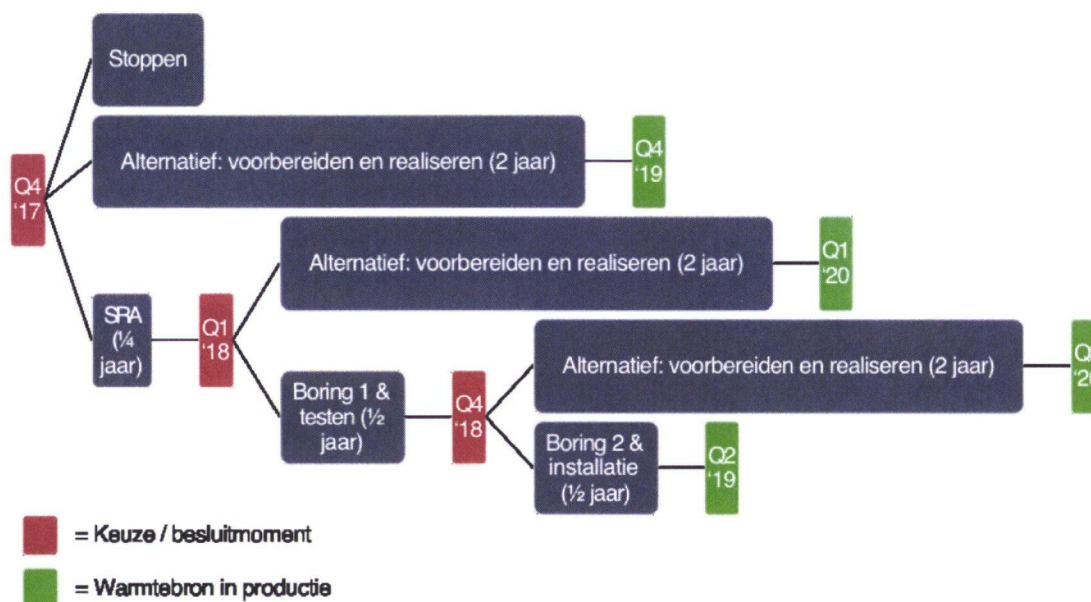 Stoppen
Alternatief: voorbereiden en realiseren (2 jaar)
Q4
'19
Q4
'17
Alternatief: voorbereiden en realiseren (2 jaar)
Q1
'20
SRA
(¼
jaar)
Q1
'18
Alternatief: voorbereiden en realiseren (2 jaar)
Boring 1 &
testen (½
jaar)
Q4
'18
Boring 2 &
installatie
(½ jaar)
Q2
'19
= Keuze / besluitmoment
= Warmtebron in productie